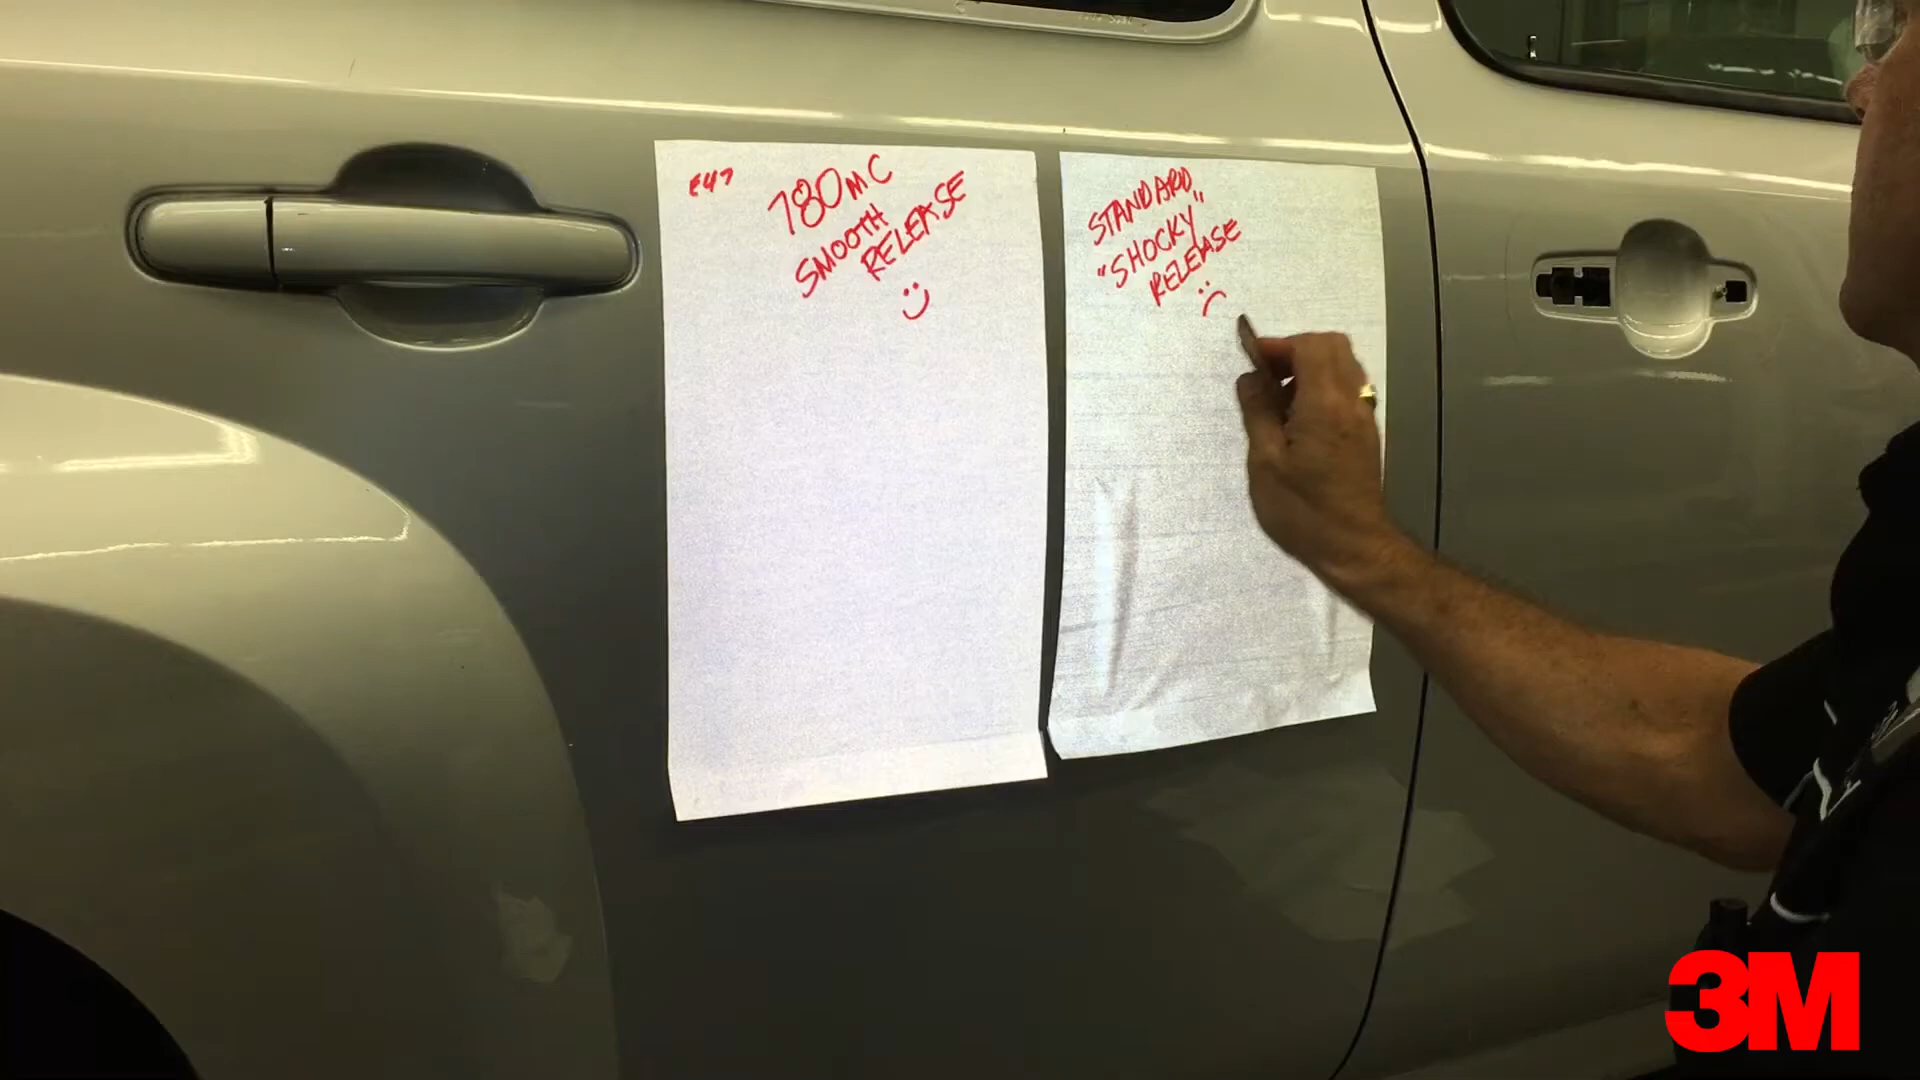 780MC
SMOOTH
RELEASE
STANDARD
"SHOCKY"
RELEASE
3M